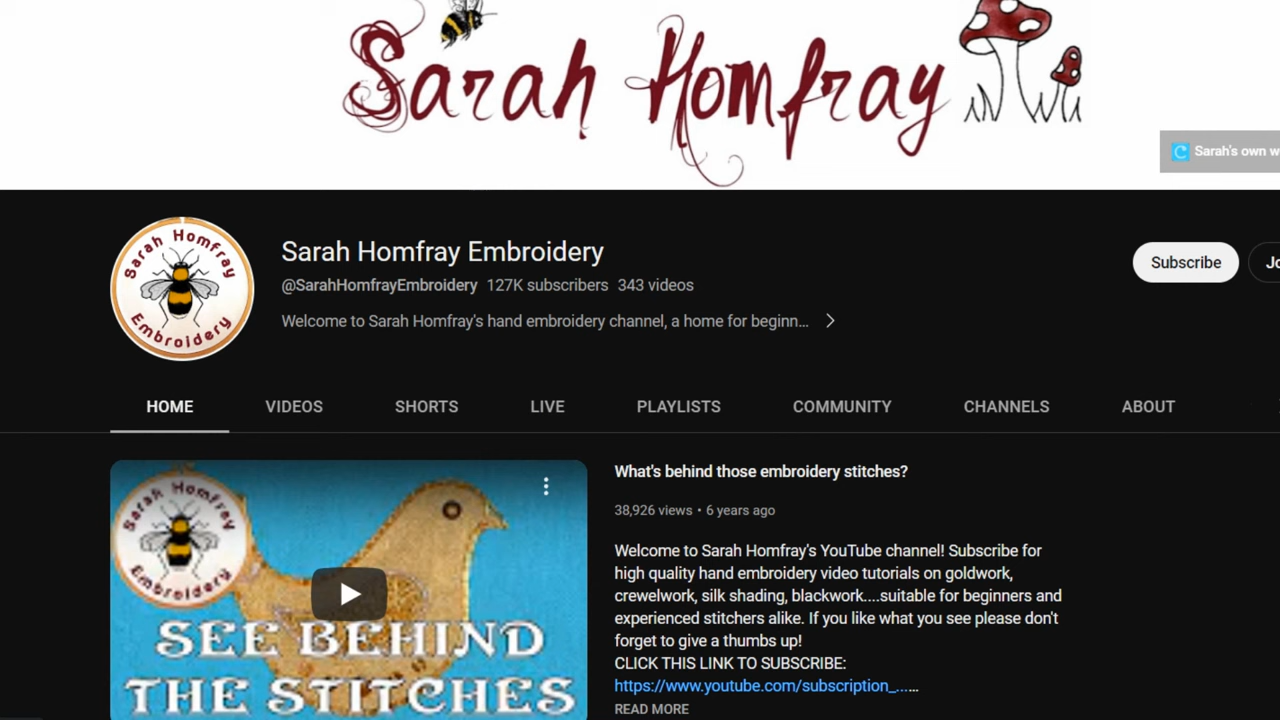 Sarah Homfray
Sarah's own w
Sarah Homfray
Embroidery
Sarah Homfray Embroidery
@SarahHomfrayEmbroidery 127K subscribers 343 videos
Subscribe
Jo
Welcome to Sarah Homfray's hand embroidery channel, a home for beginn...
HOME VIDEOS SHORTS LIVE PLAYLISTS COMMUNITY CHANNELS ABOUT
Sarah Homfray
Embroidery
SEE BEHIND
THE STITCHES
What's behind those embroidery stitches?
38,926 views • 6 years ago
Welcome to Sarah Homfray's YouTube channel! Subscribe for
high quality hand embroidery video tutorials on goldwork,
crewelwork, silk shading, blackwork....suitable for beginners and
experienced stitchers alike. If you like what you see please don't
forget to give a thumbs up!
CLICK THIS LINK TO SUBSCRIBE:
https://www.youtube.com/subscription_......
READ MORE